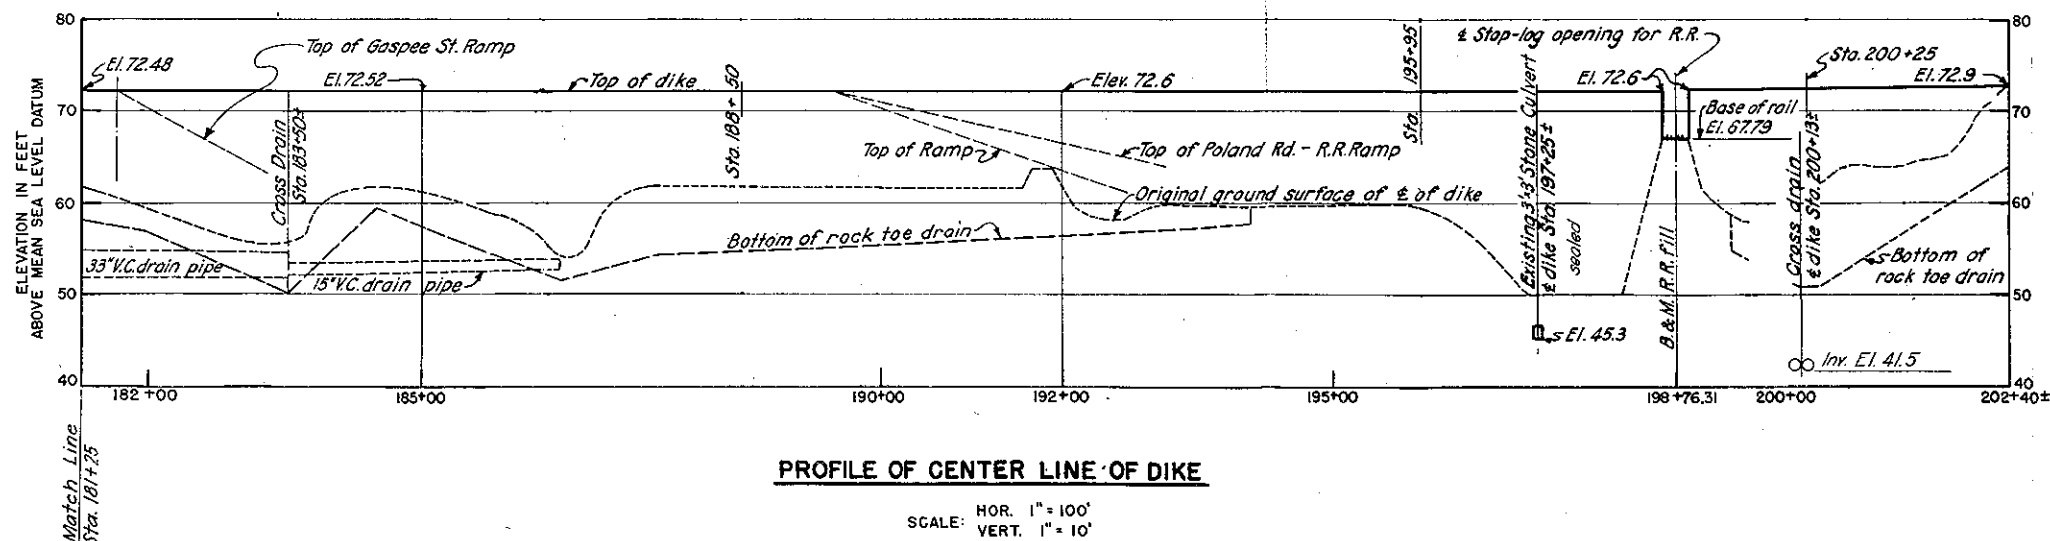 80
70
60
50
40
ELEVATION IN FEET
ABOVE MEAN SEA LEVEL DATUM
El. 72.48
Top of Gaspee St. Ramp
El. 72.52
Top of dike
Cross Drain
Sta. 183+50±
Sta. 188+50
Elev. 72.6
Top of Ramp
Top of Poland Rd. - R.R. Ramp
Original ground surface of ℄ of dike
Bottom of rock toe drain
33" V.C. drain pipe
15" V.C. drain pipe
Sta. 195+95
Existing 3'x3' Stone Culvert
℄ dike Sta. 197+25±
sealed
El. 45.3
℄ Stop-log opening for R.R.
El. 72.6
B. & M. R.R. fill
Base of rail
El. 67.79
Sta. 200+25
El. 72.9
Cross drain
℄ dike Sta. 200+13±
Bottom of
rock toe drain
Inv. El. 41.5
80
70
60
50
40
182+00
185+00
190+00
192+00
195+00
198+76.31
200+00
202+40±
Match Line
Sta. 181+25
PROFILE OF CENTER LINE OF DIKE
SCALE: HOR. 1" = 100'
VERT. 1" = 10'